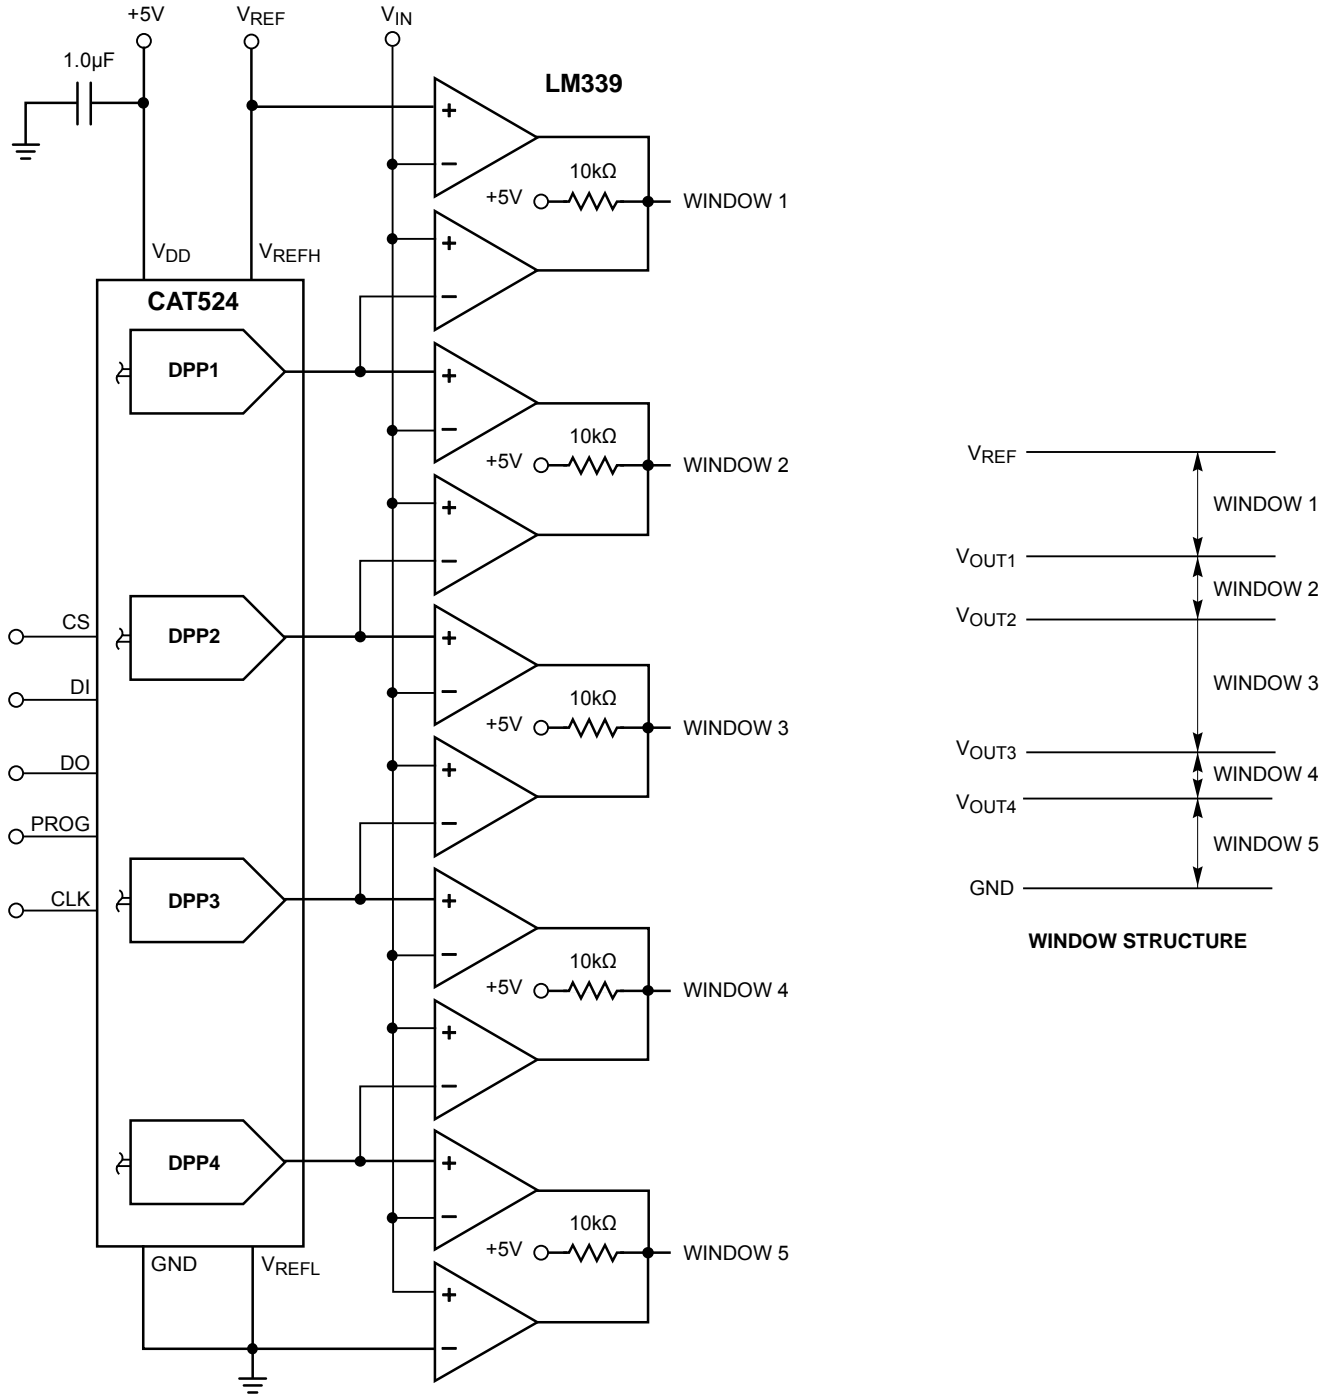 +5V
VREF
VIN
1.0µF
LM339
+
−
10kΩ
+5V
WINDOW 1
+
−
VDD
VREFH
CAT524
DPP1
+
−
10kΩ
+5V
WINDOW 2
+
−
CS
DPP2
+
−
DI
10kΩ
+5V
WINDOW 3
DO
+
−
PROG
CLK
DPP3
+
−
10kΩ
+5V
WINDOW 4
+
−
DPP4
+
−
10kΩ
+5V
WINDOW 5
GND
VREFL
+
−
VREF
WINDOW 1
VOUT1
WINDOW 2
VOUT2
WINDOW 3
VOUT3
WINDOW 4
VOUT4
WINDOW 5
GND
WINDOW STRUCTURE